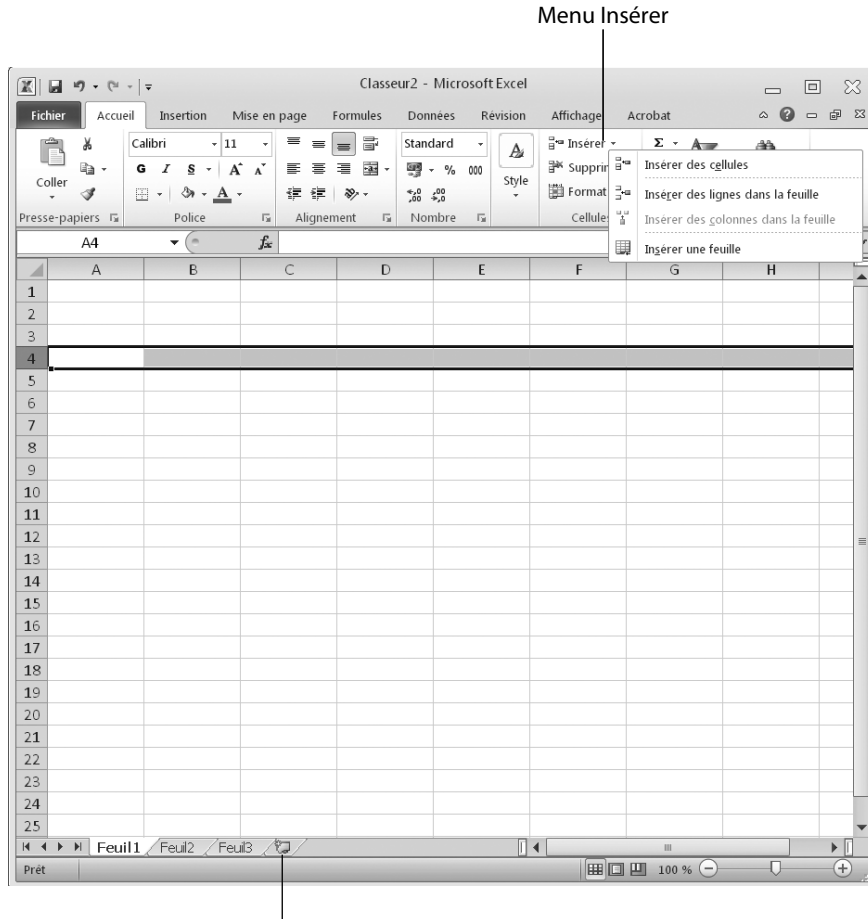 Menu Insérer
Classeur2 - Microsoft Excel
Fichier Accueil Insertion Mise en page Formules Données Révision Affichage Acrobat
Calibri 11 Standard Insérer Σ A
Coller G I S A A % 000 Style Supprir
A ,00 Format
Presse-papiers Police Alignement Nombre Cellule
Insérer des cellules
Insérer des lignes dans la feuille
Insérer des colonnes dans la feuille
Insérer une feuille
A4 fx
A B C D E F G H
1
2
3
4
5
6
7
8
9
10
11
12
13
14
15
16
17
18
19
20
21
22
23
24
25
Feuil1 Feuil2 Feuil3
Prêt 100 %